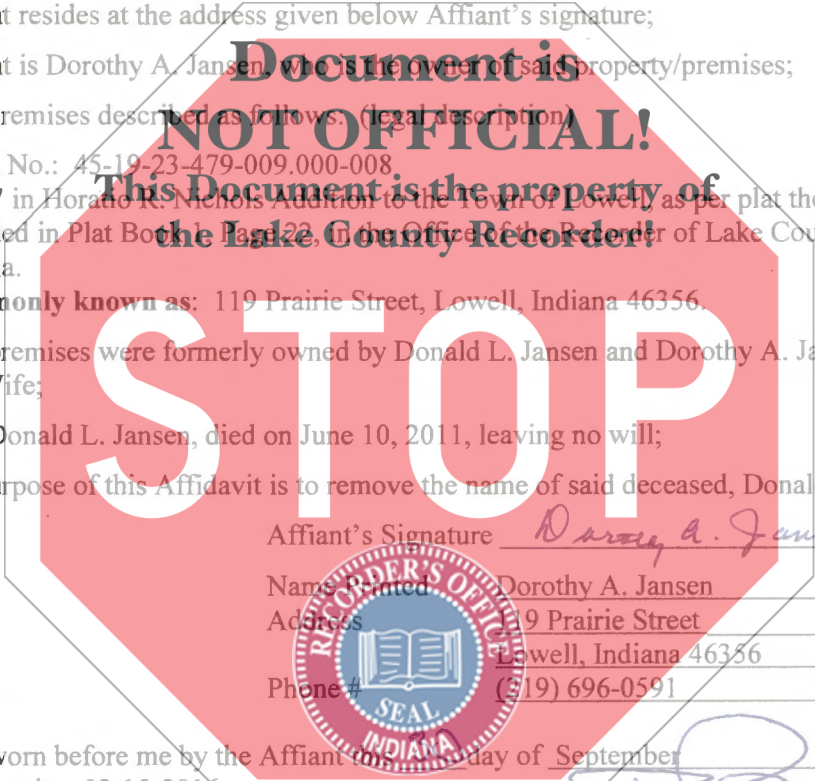 t resides at the address given below Affiant's signature;
Document is
t is Dorothy A. Jansen, who is the owner of said property/premises;
NOT OFFICIAL!
remises described as follows: (legal description)
No.: 45-19-23-479-009.000-008
This Document is the property of
in Horatio R. Nichols Addition to the Town of Lowell, as per plat the
the Lake County Recorder!
ed in Plat Book 1, Page 22, in the Office of the Recorder of Lake Cou
a.
nonly known as: 119 Prairie Street, Lowell, Indiana 46356.
STOP
remises were formerly owned by Donald L. Jansen and Dorothy A. Ja
ife;
Donald L. Jansen, died on June 10, 2011, leaving no will;
rpose of this Affidavit is to remove the name of said deceased, Donal
Affiant's Signature Dorothy A. Jan
Name Printed Dorothy A. Jansen
Address 119 Prairie Street
Lowell, Indiana 46356
Phone # (219) 696-0591
RECORDER'S OFFICE
SEAL
INDIANA
worn before me by the Affiant this 30 day of September